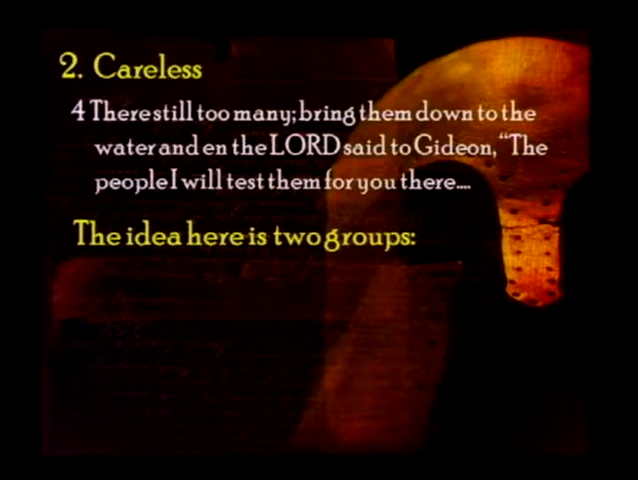 2. Careless
4 There still too many; bring them down to the
water and en the LORD said to Gideon, “The
people I will test them for you there....
The idea here is two groups: